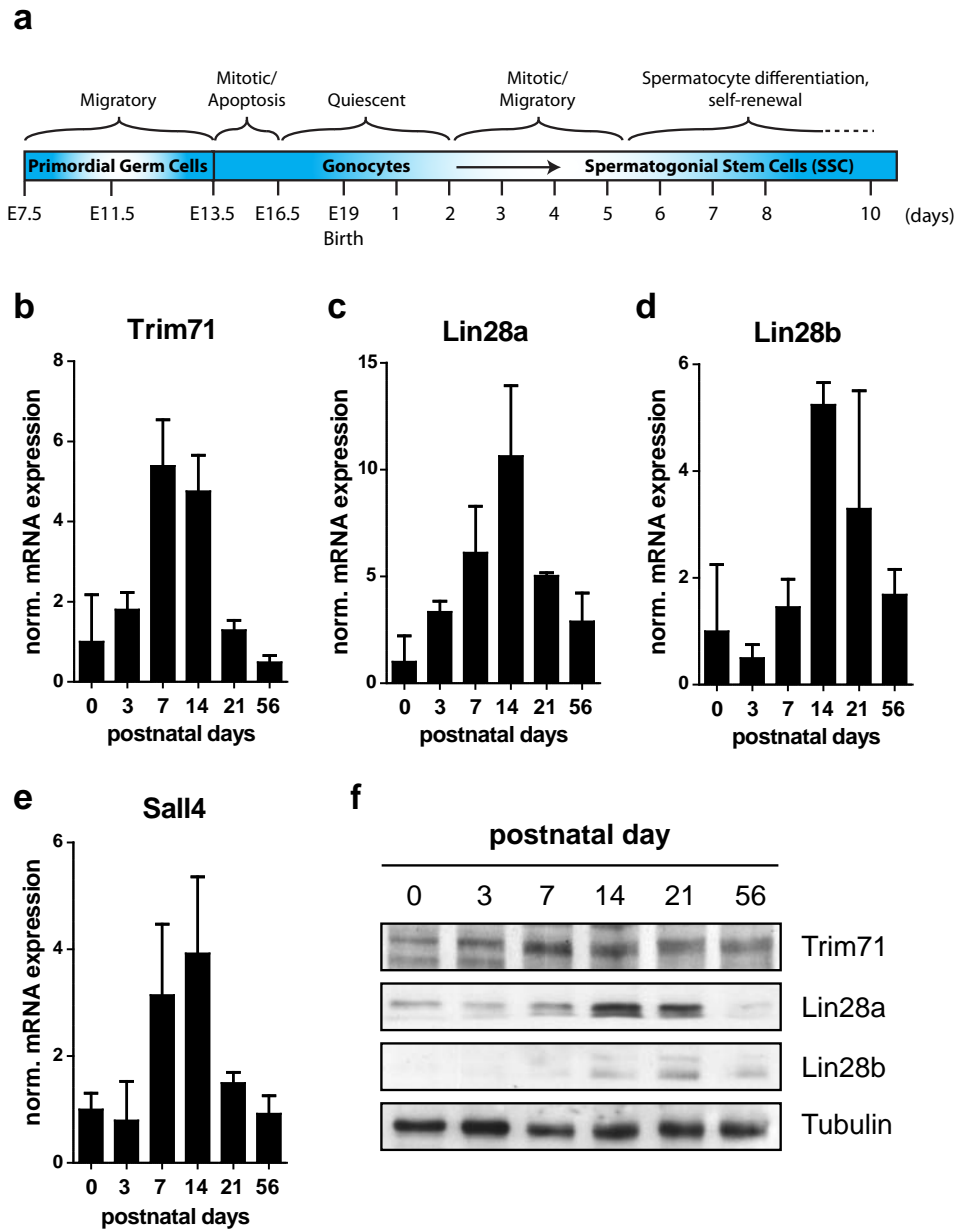 a
Migratory
Mitotic/
Apoptosis
Quiescent
Mitotic/
Migratory
Spermatocyte differentiation,
self-renewal
Primordial Germ Cells
Gonocytes
Spermatogonial Stem Cells (SSC)
E7.5 E11.5 E13.5 E16.5 E19 1 2 3 4 5 6 7 8 10 (days)
Birth
b
Trim71
norm. mRNA expression
8
6
4
2
0
0 3 7 14 21 56
postnatal days
c
Lin28a
norm. mRNA expression
15
10
5
0
0 3 7 14 21 56
postnatal days
d
Lin28b
norm. mRNA expression
6
4
2
0
0 3 7 14 21 56
postnatal days
e
Sall4
norm. mRNA expression
6
4
2
0
0 3 7 14 21 56
postnatal days
f
postnatal day
0 3 7 14 21 56
Trim71
Lin28a
Lin28b
Tubulin